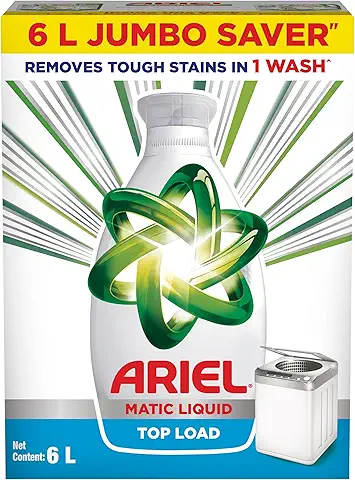 6 L JUMBO SAVER"
REMOVES TOUGH STAINS IN 1 WASH^
ARIEL®
MATIC LIQUID
TOP LOAD
Net
Content: 6 L